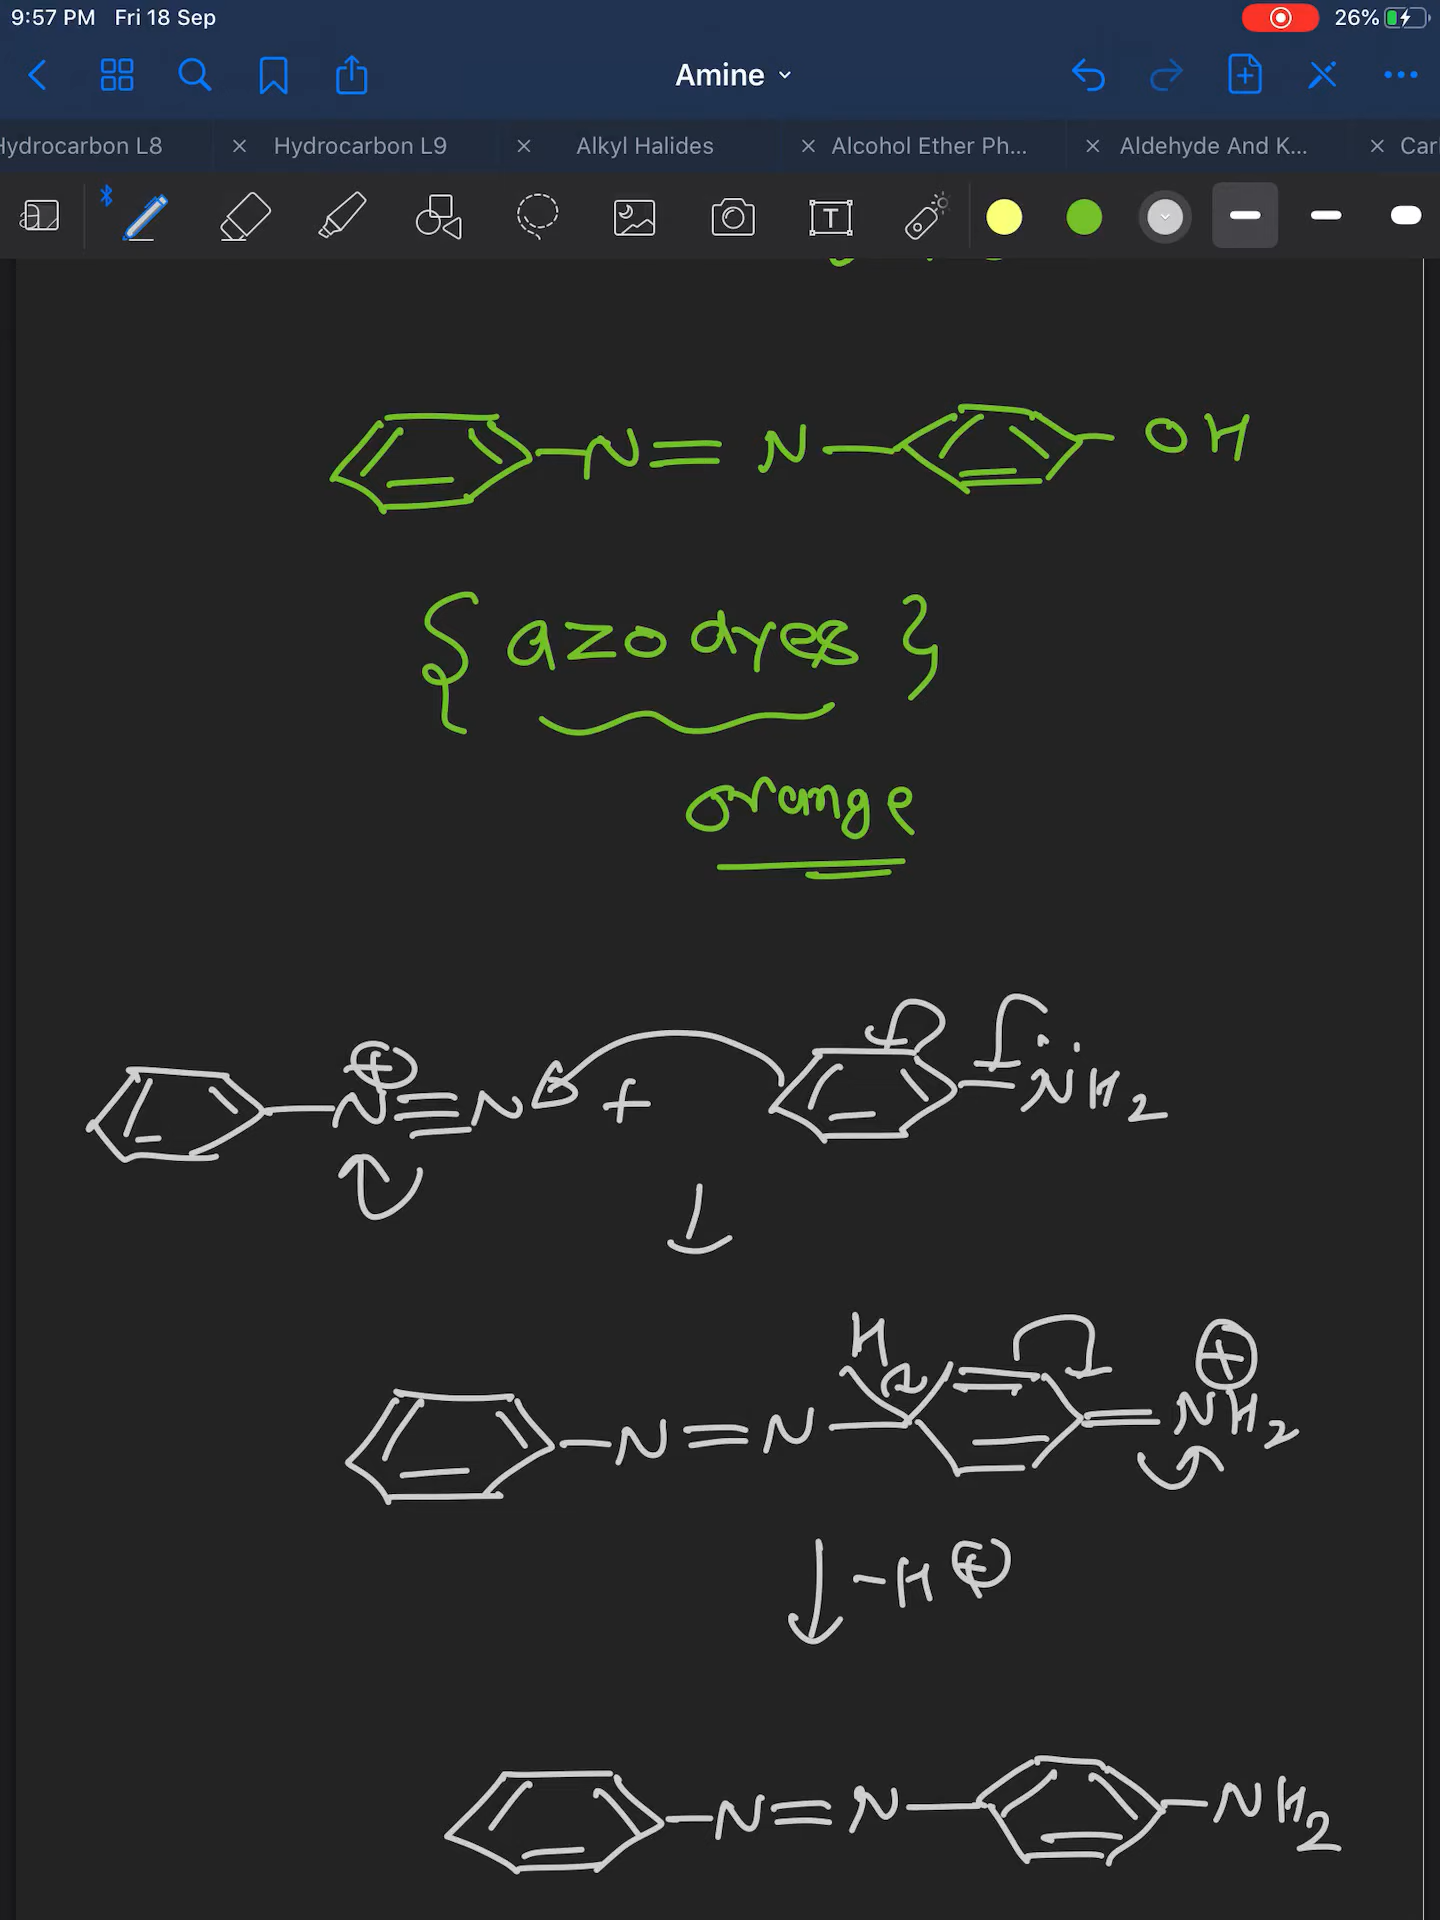 9:57 PM Fri 18 Sep 26%
Amine
Hydrocarbon L8 × Hydrocarbon L9 × Alkyl Halides × Alcohol Ether Ph... × Aldehyde And K... × Car
T
N=N OH
{azo dyes}
orange
⊕
N≡N + NH2
H ⊕
N=N NH2
-H⊕
N=N NH2